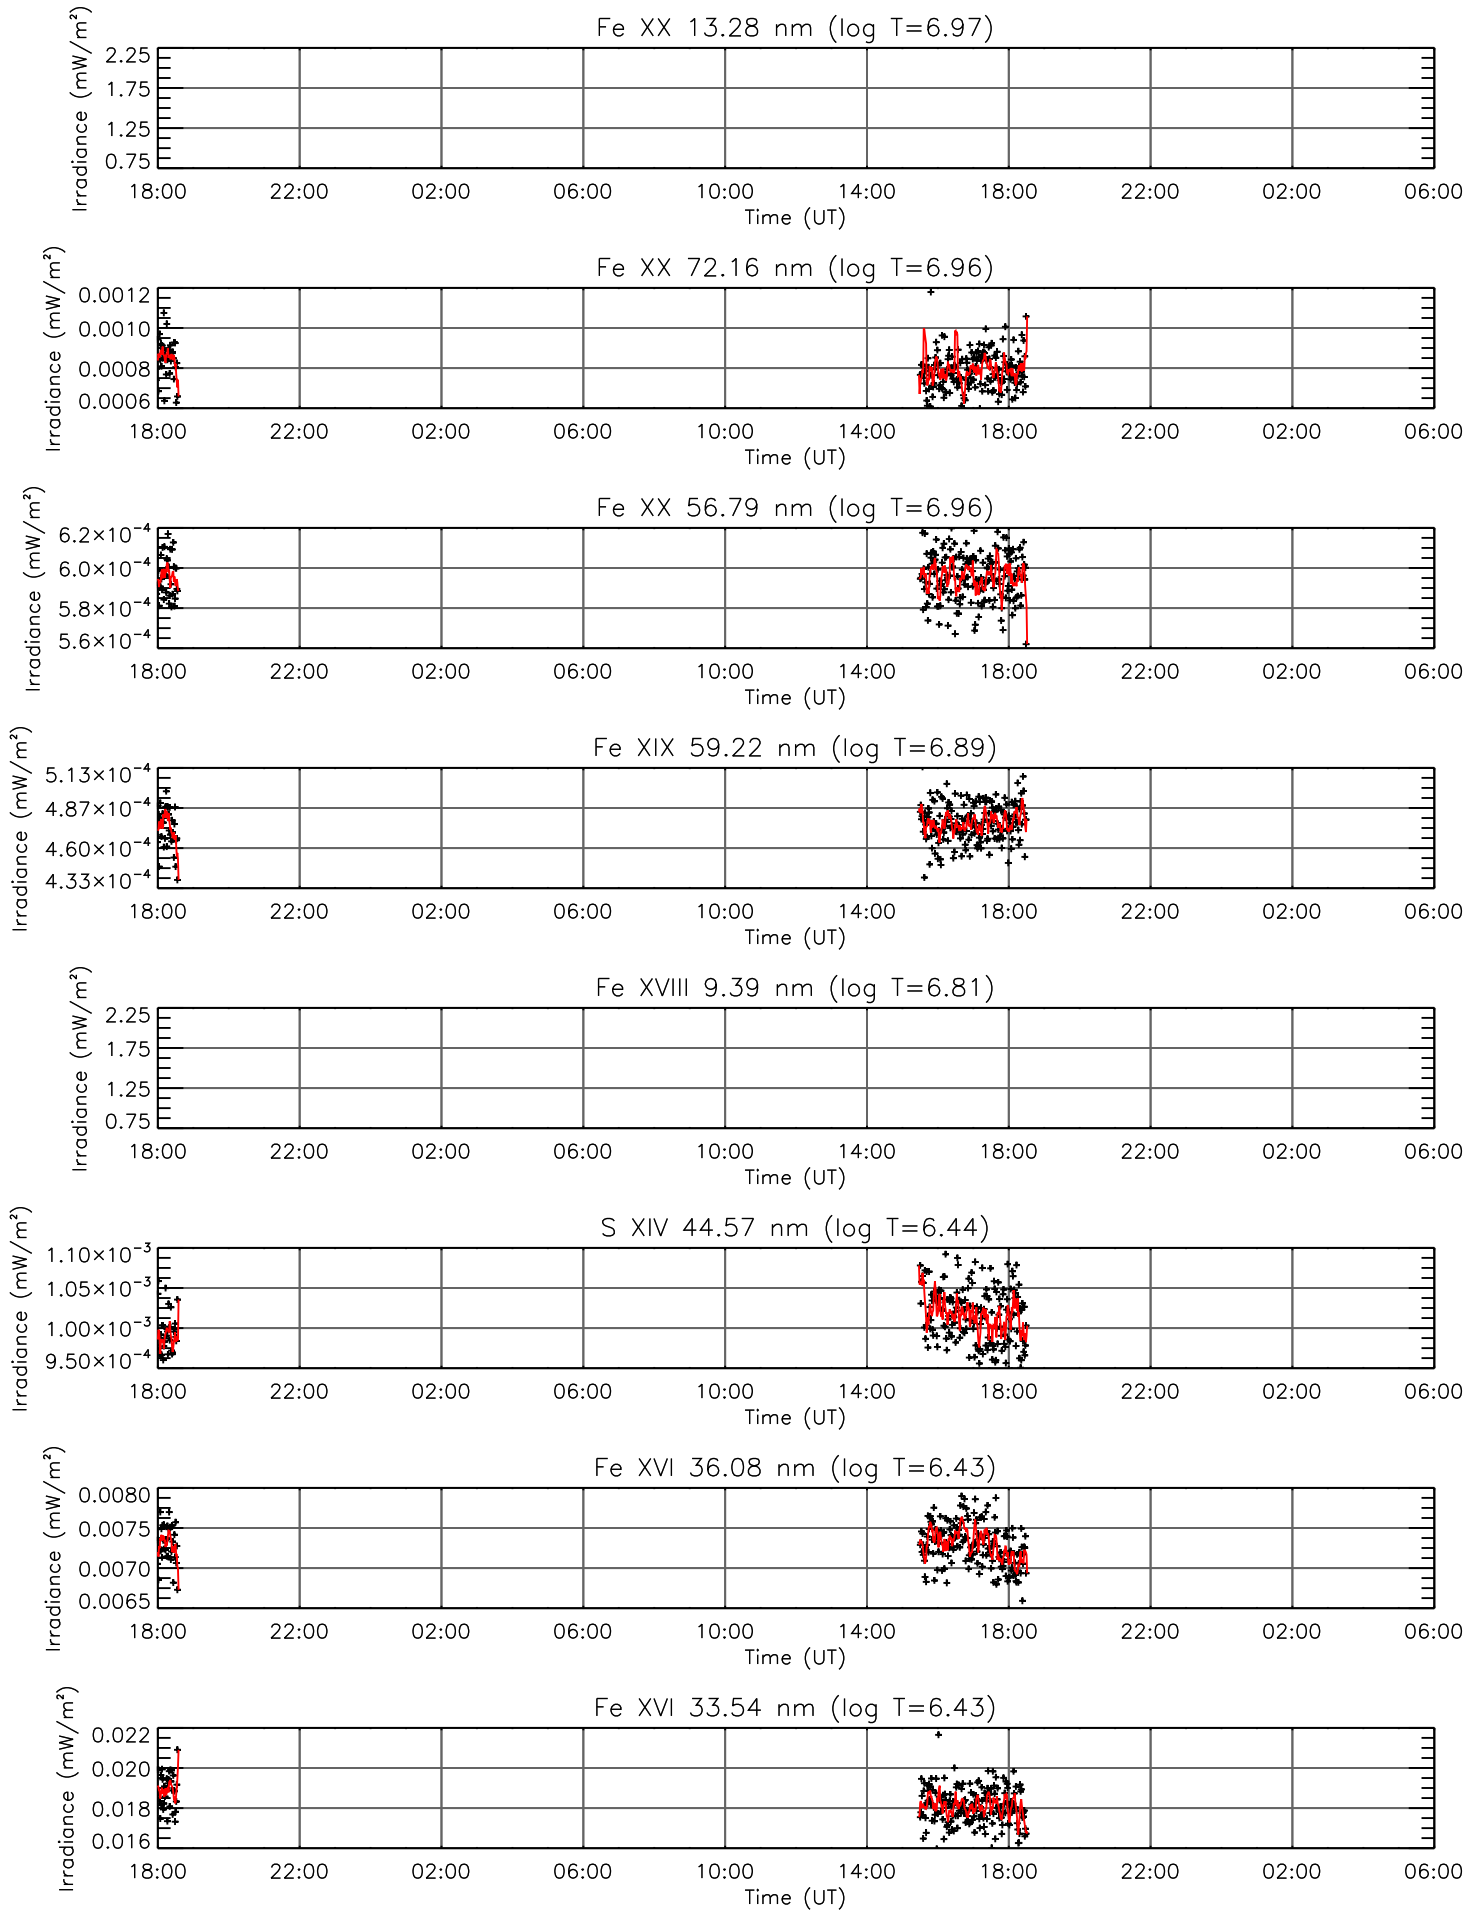 Fe XX 13.28 nm (log T=6.97)
Irradiance (mW/m²)
2.25
1.75
1.25
0.75
18:00 22:00 02:00 06:00 10:00 14:00 18:00 22:00 02:00 06:00
Time (UT)
Fe XX 72.16 nm (log T=6.96)
Irradiance (mW/m²)
0.0012
0.0010
0.0008
0.0006
18:00 22:00 02:00 06:00 10:00 14:00 18:00 22:00 02:00 06:00
Time (UT)
Fe XX 56.79 nm (log T=6.96)
Irradiance (mW/m²)
6.2×10⁻⁴
6.0×10⁻⁴
5.8×10⁻⁴
5.6×10⁻⁴
18:00 22:00 02:00 06:00 10:00 14:00 18:00 22:00 02:00 06:00
Time (UT)
Fe XIX 59.22 nm (log T=6.89)
Irradiance (mW/m²)
5.13×10⁻⁴
4.87×10⁻⁴
4.60×10⁻⁴
4.33×10⁻⁴
18:00 22:00 02:00 06:00 10:00 14:00 18:00 22:00 02:00 06:00
Time (UT)
Fe XVIII 9.39 nm (log T=6.81)
Irradiance (mW/m²)
2.25
1.75
1.25
0.75
18:00 22:00 02:00 06:00 10:00 14:00 18:00 22:00 02:00 06:00
Time (UT)
S XIV 44.57 nm (log T=6.44)
Irradiance (mW/m²)
1.10×10⁻³
1.05×10⁻³
1.00×10⁻³
9.50×10⁻⁴
18:00 22:00 02:00 06:00 10:00 14:00 18:00 22:00 02:00 06:00
Time (UT)
Fe XVI 36.08 nm (log T=6.43)
Irradiance (mW/m²)
0.0080
0.0075
0.0070
0.0065
18:00 22:00 02:00 06:00 10:00 14:00 18:00 22:00 02:00 06:00
Time (UT)
Fe XVI 33.54 nm (log T=6.43)
Irradiance (mW/m²)
0.022
0.020
0.018
0.016
18:00 22:00 02:00 06:00 10:00 14:00 18:00 22:00 02:00 06:00
Time (UT)